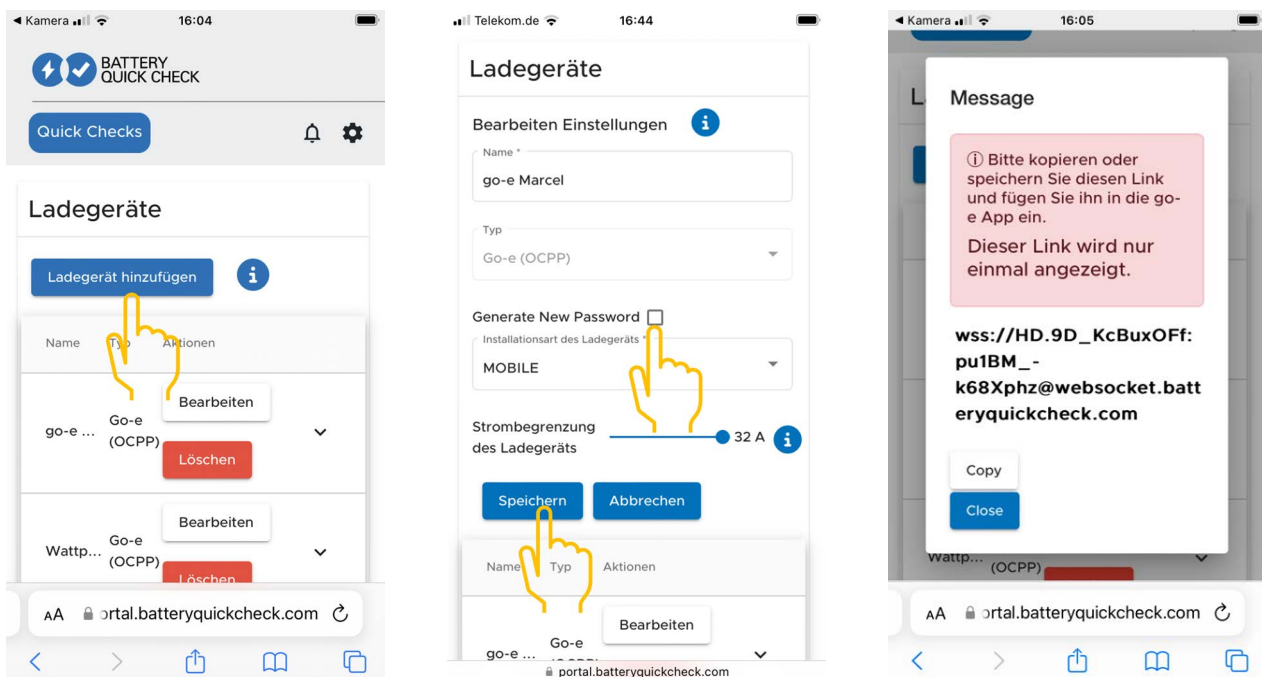 Kamera
16:04
BATTERY
QUICK CHECK
Quick Checks
Ladegeräte
Ladegerät hinzufügen
i
Name Typ Aktionen
Bearbeiten
go-e ...
Go-e
(OCPP)
Löschen
Bearbeiten
Wattp...
Go-e
(OCPP)
Löschen
AA ortal.batteryquickcheck.com
Telekom.de
16:44
Ladegeräte
Bearbeiten Einstellungen i
Name *
go-e Marcel
Typ
Go-e (OCPP)
Generate New Password
Installationsart des Ladegeräts *
MOBILE
Strombegrenzung
des Ladegeräts
32 A i
Speichern Abbrechen
Name Typ Aktionen
Bearbeiten
go-e ...
Go-e
(OCPP)
portal.batteryquickcheck.com
Kamera
16:05
L
Message
i Bitte kopieren oder
speichern Sie diesen Link
und fügen Sie ihn in die go-
e App ein.
Dieser Link wird nur
einmal angezeigt.
wss://HD.9D_KcBuxOFf:
pu1BM_-
k68Xphz@websocket.batt
eryquickcheck.com
Copy
Close
Wattp...
(OCPP)
AA ortal.batteryquickcheck.com